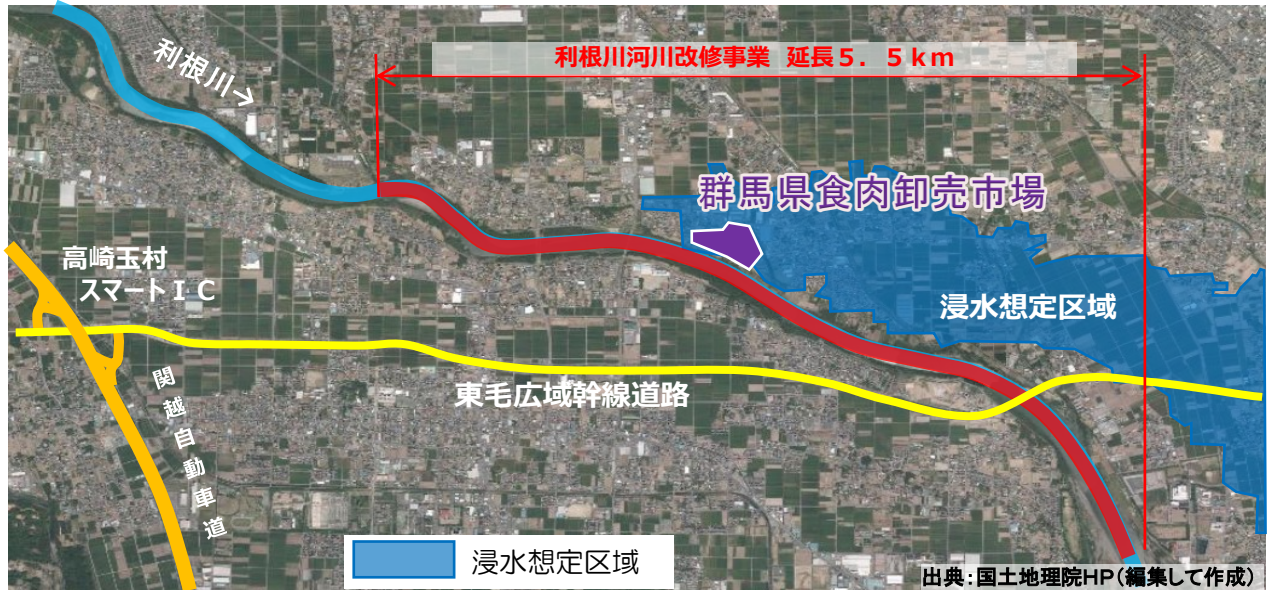 利根川河川改修事業 延長5.5km
利根川→
群馬県食肉卸売市場
高崎玉村
スマートIC
浸水想定区域
関越自動車道
東毛広域幹線道路
浸水想定区域
出典：国土地理院HP(編集して作成)